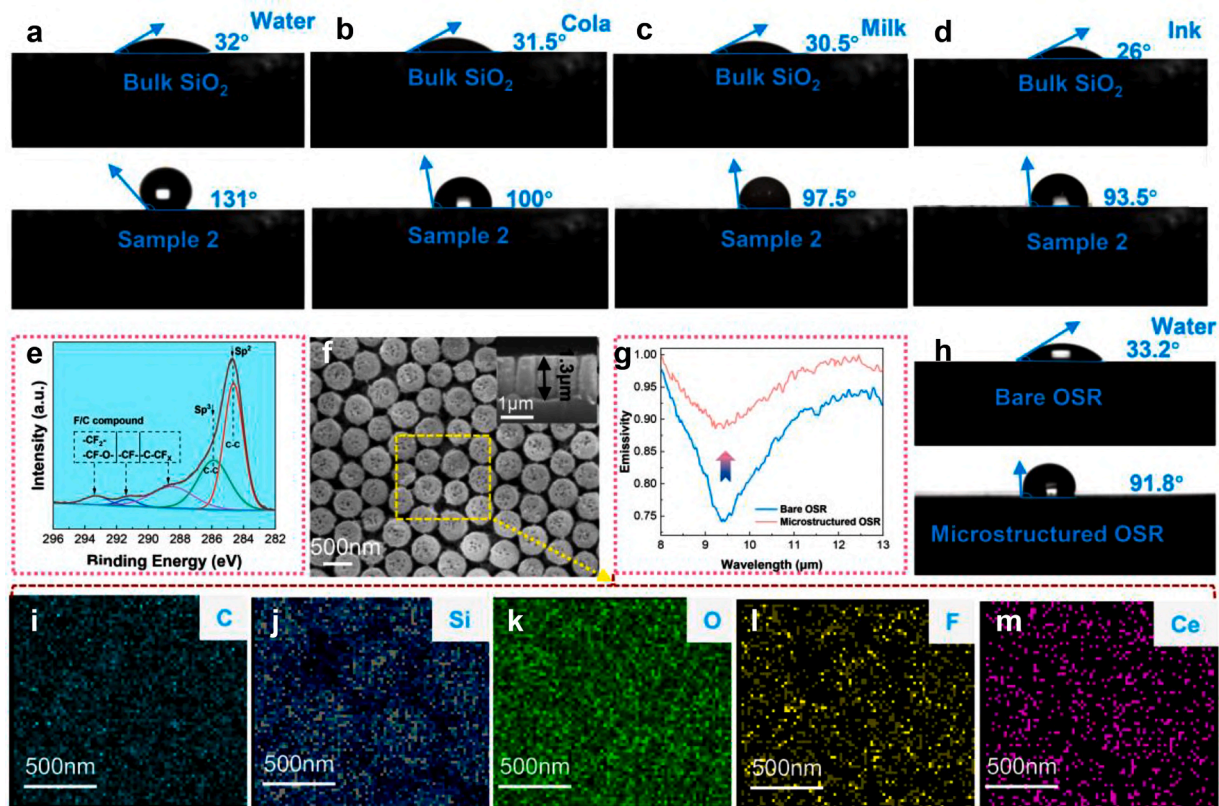 a
Water
32°
Bulk SiO₂
131°
Sample 2
b
Cola
31.5°
Bulk SiO₂
100°
Sample 2
c
Milk
30.5°
Bulk SiO₂
97.5°
Sample 2
d
Ink
26°
Bulk SiO₂
93.5°
Sample 2
e
Sp²
Sp³
F/C compound
-CF₂-
-CF-O-
-CF-
-C-CFₓ
C-C
C-C
Intensity (a.u.)
296 294 292 290 288 286 284 282
Binding Energy (eV)
f
.3μm
1μm
500nm
g
1.00
0.95
0.90
0.85
0.80
0.75
Emissivity
Bare OSR
Microstructured OSR
8 9 10 11 12 13
Wavelength (μm)
h
Water
33.2°
Bare OSR
91.8°
Microstructured OSR
i
C
500nm
j
Si
500nm
k
O
500nm
l
F
500nm
m
Ce
500nm